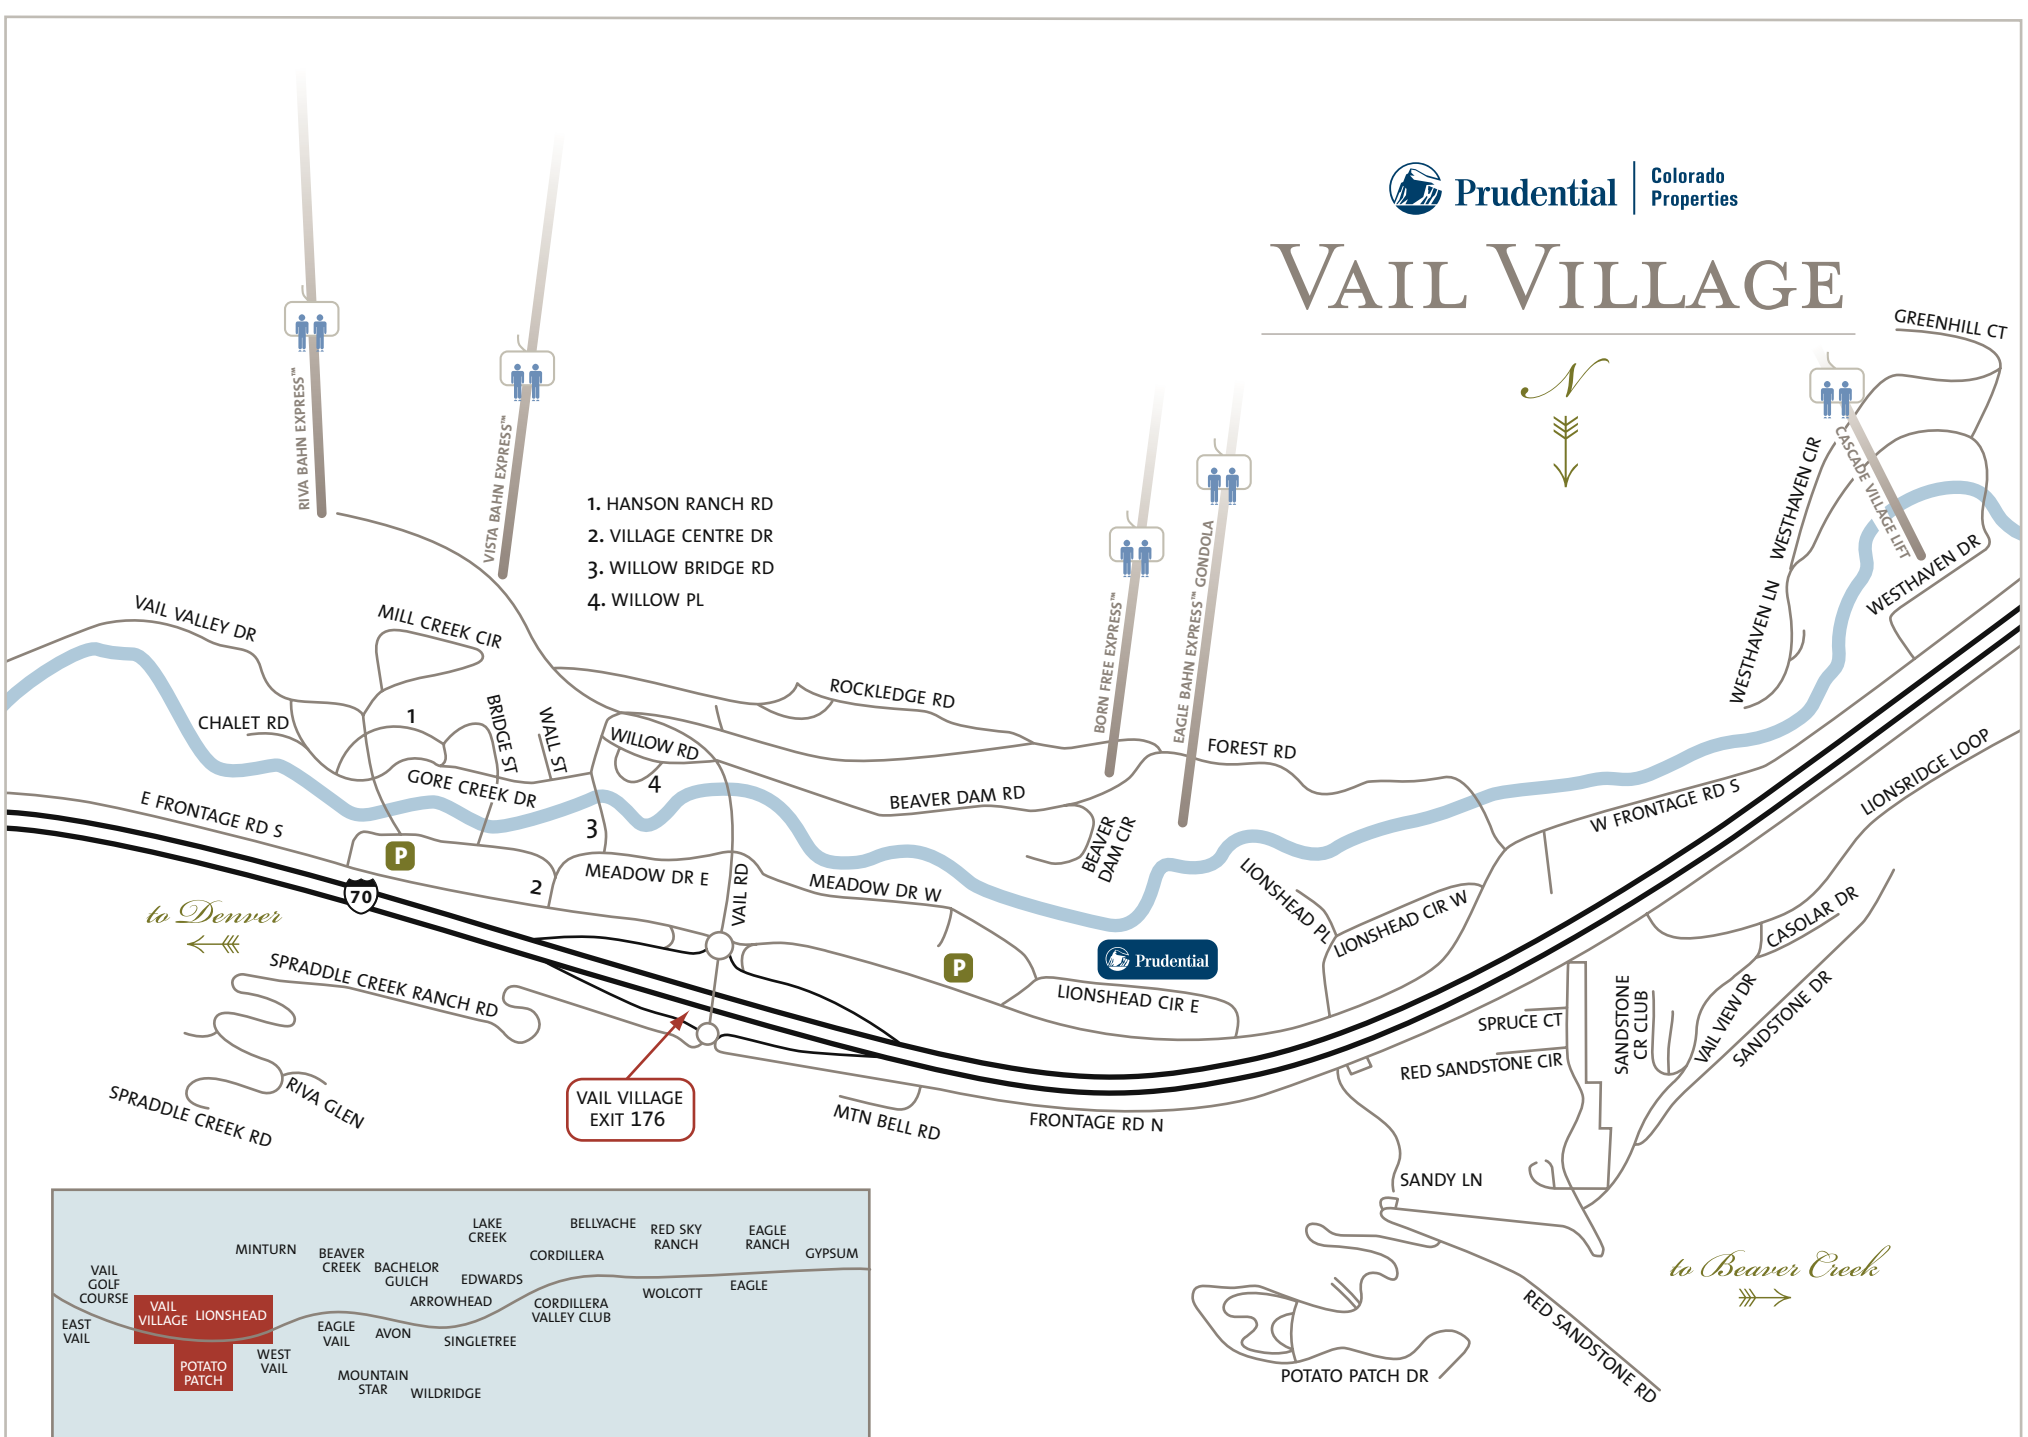 Prudential
Colorado
Properties
VAIL VILLAGE
N
GREENHILL CT
RIVA BAHN EXPRESS™
VISTA BAHN EXPRESS™
1. HANSON RANCH RD
2. VILLAGE CENTRE DR
3. WILLOW BRIDGE RD
4. WILLOW PL
BORN FREE EXPRESS™
EAGLE BAHN EXPRESS™ GONDOLA
CASCADE VILLAGE LIFT
WESTHAVEN CIR
WESTHAVEN LN
WESTHAVEN DR
VAIL VALLEY DR
MILL CREEK CIR
CHALET RD
1
BRIDGE ST
WALL ST
WILLOW RD
4
ROCKLEDGE RD
FOREST RD
GORE CREEK DR
BEAVER DAM RD
BEAVER
DAM CIR
E FRONTAGE RD S
P
3
2
MEADOW DR E
VAIL RD
MEADOW DR W
LIONSHEAD PL
LIONSHEAD CIR W
W FRONTAGE RD S
LIONSRIDGE LOOP
70
to Denver
P
Prudential
LIONSHEAD CIR E
CASOLAR DR
VAIL VIEW DR
SANDSTONE DR
SANDSTONE
CR CLUB
SPRUCE CT
RED SANDSTONE CIR
SPRADDLE CREEK RANCH RD
RIVA GLEN
SPRADDLE CREEK RD
VAIL VILLAGE
EXIT 176
MTN BELL RD
FRONTAGE RD N
SANDY LN
to Beaver Creek
RED SANDSTONE RD
POTATO PATCH DR
VAIL
GOLF
COURSE
EAST
VAIL
VAIL
VILLAGE
LIONSHEAD
POTATO
PATCH
WEST
VAIL
MINTURN
BEAVER
CREEK
BACHELOR
GULCH
EAGLE
VAIL
AVON
ARROWHEAD
EDWARDS
LAKE
CREEK
SINGLETREE
MOUNTAIN
STAR
WILDRIDGE
BELLYACHE
CORDILLERA
CORDILLERA
VALLEY CLUB
RED SKY
RANCH
WOLCOTT
EAGLE
RANCH
EAGLE
GYPSUM